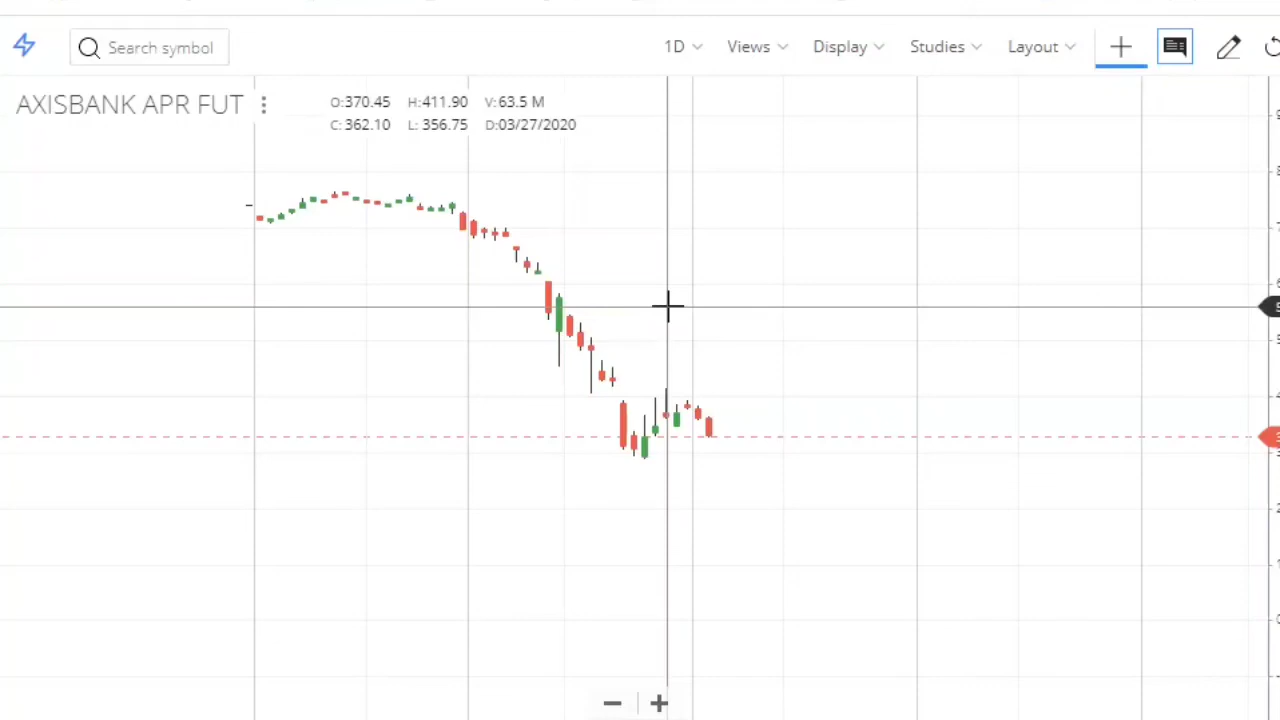 Search symbol
1D
Views
Display
Studies
Layout
AXISBANK APR FUT
O:370.45 H:411.90 V:63.5 M
C: 362.10 L: 356.75 D:03/27/2020